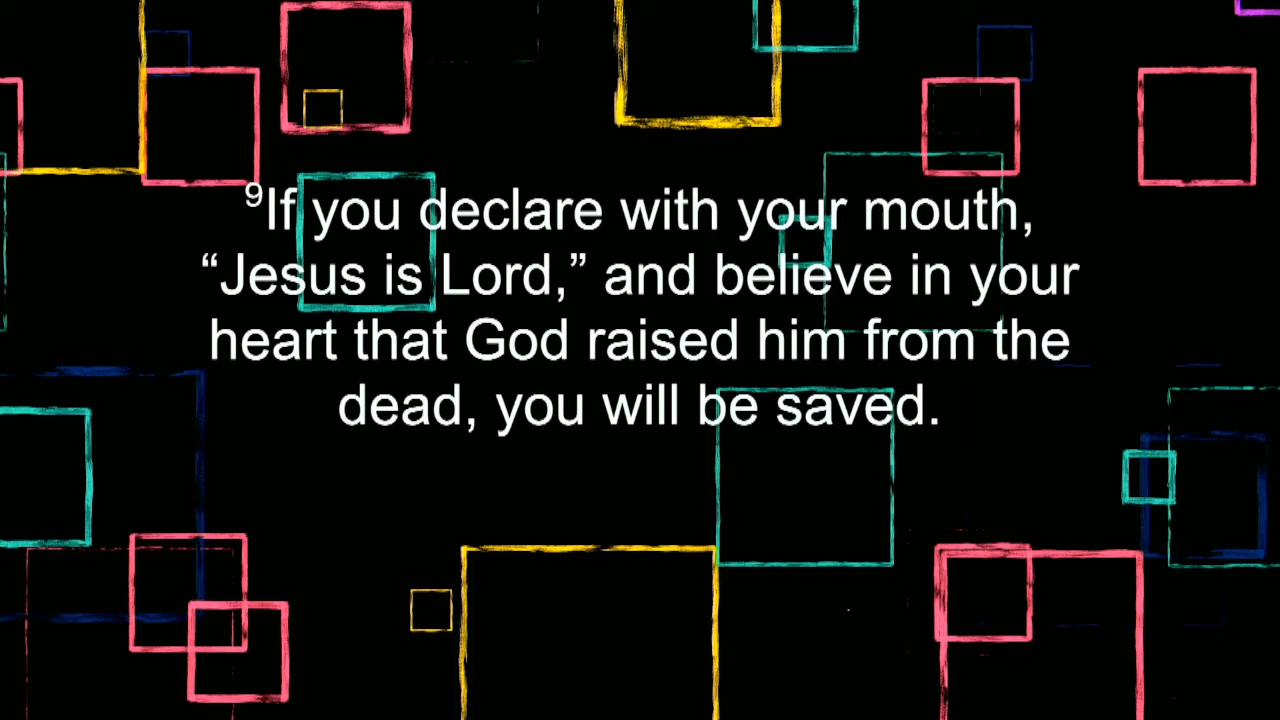 ⁹If you declare with your mouth,
“Jesus is Lord,” and believe in your
heart that God raised him from the
dead, you will be saved.